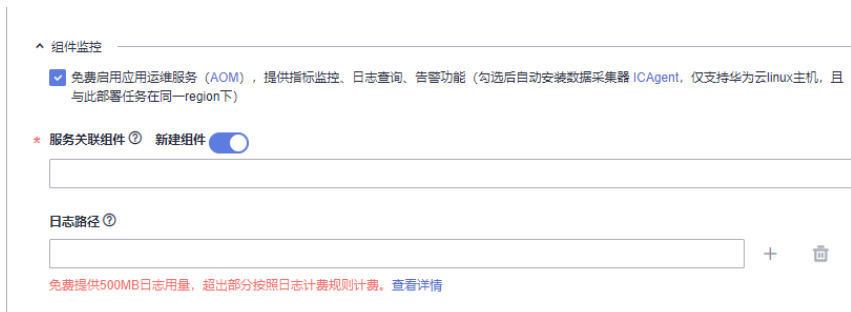 组件监控
免费启用应用运维服务（AOM），提供指标监控、日志查询、告警功能（勾选后自动安装数据采集器 ICAgent，仅支持华为云linux主机，且
与此部署任务在同一region下）
* 服务关联组件 ? 新建组件
日志路径 ?
免费提供500MB日志用量，超出部分按照日志计费规则计费。查看详情